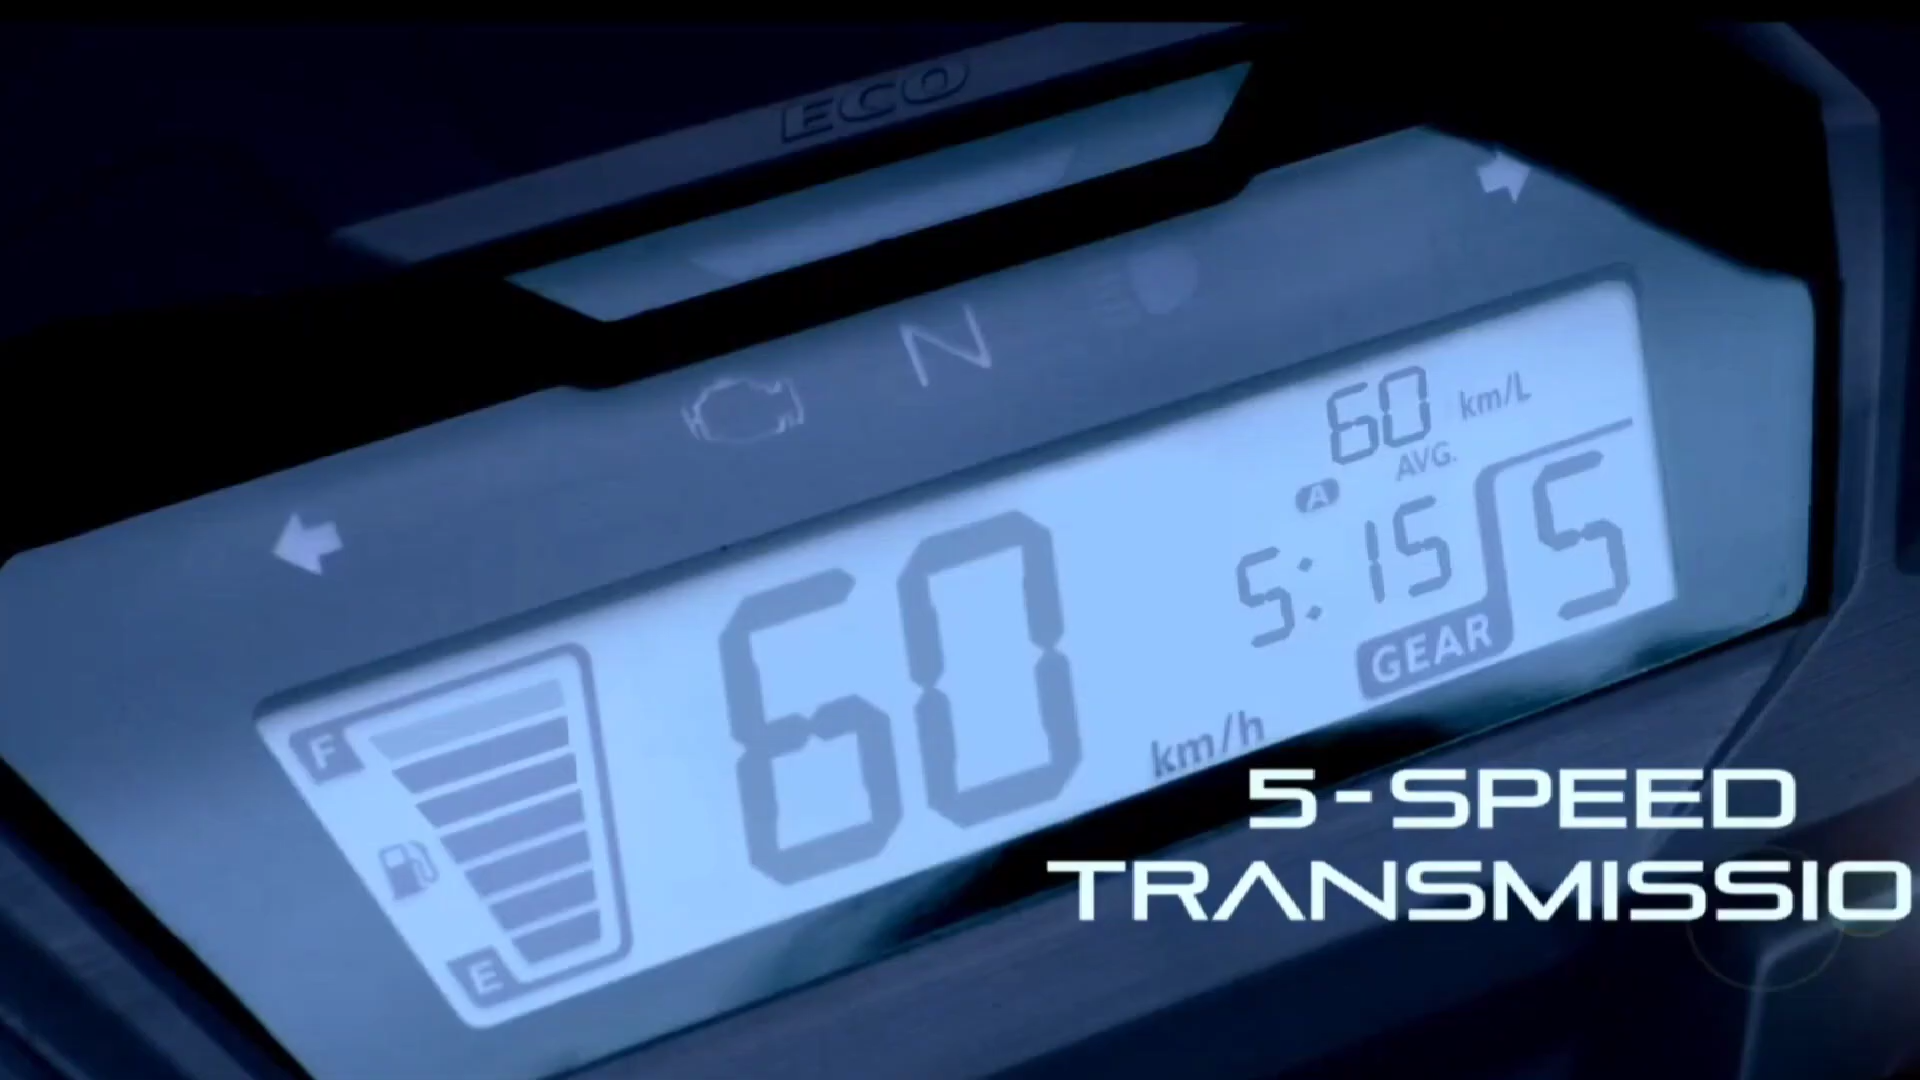 ECO
N
60 km/L
AVG.
A
5:15
5
GEAR
60
km/h
F
E
5-SPEED
TRANSMISSIO